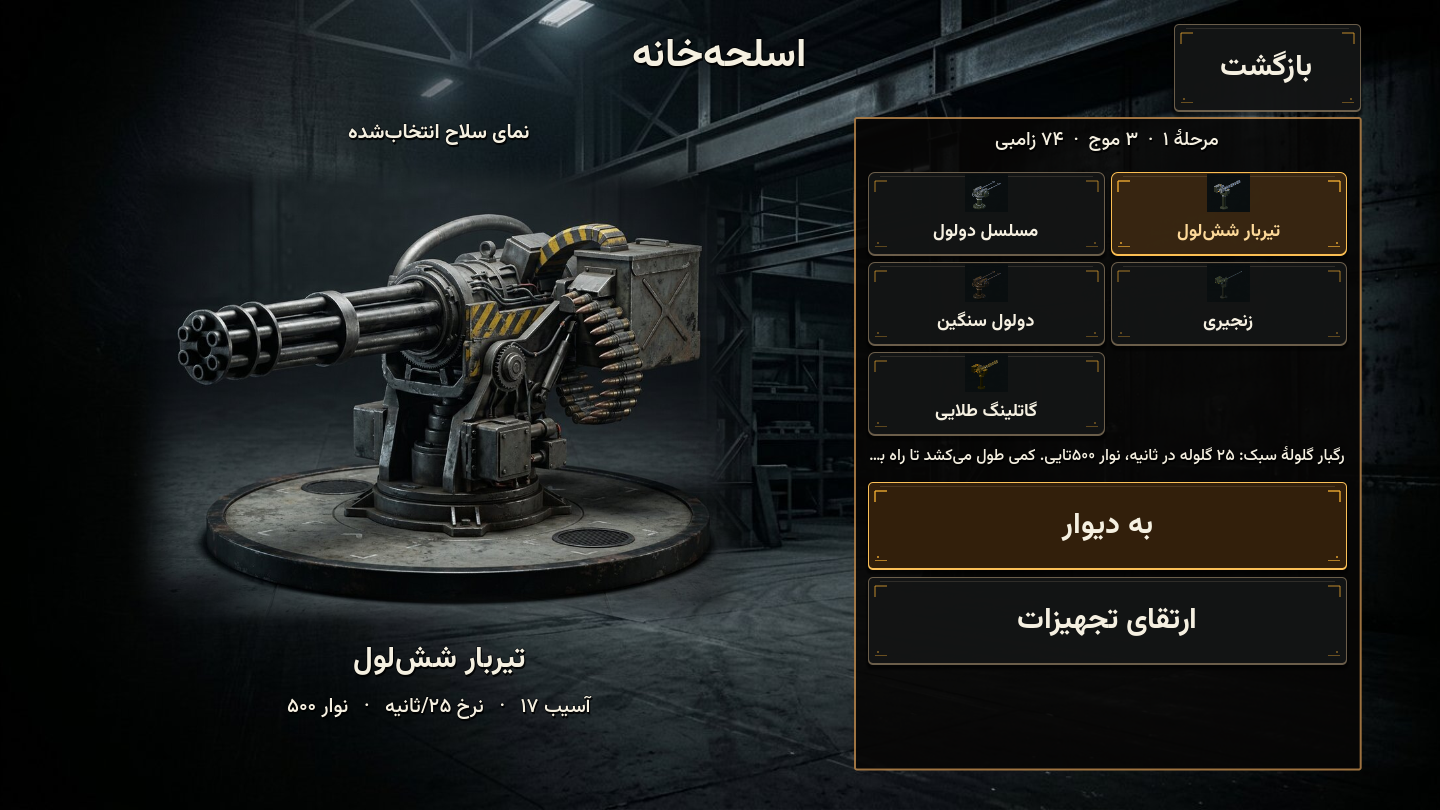 اسلحه‌خانه
بازگشت
نمای سلاح انتخاب‌شده
مرحلهٔ ۱ · ۳ موج · ۷۴ زامبی
تیربار شش‌لول
مسلسل دولول
زنجیری
دولول سنگین
گاتلینگ طلایی
رگبار گلولهٔ سبک: ۲۵ گلوله در ثانیه، نوار ۵۰۰تایی. کمی طول می‌کشد تا راه بـ...
به دیوار
ارتقای تجهیزات
تیربار شش‌لول
آسیب ۱۷ · نرخ ۲۵/ثانیه · نوار ۵۰۰